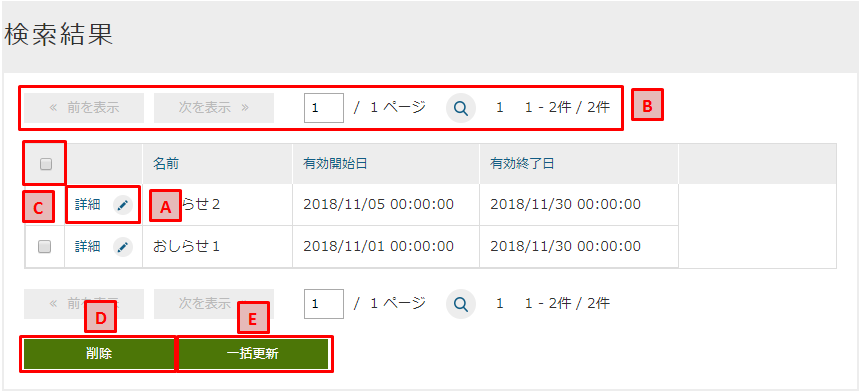 検索結果
« 前を表示 次を表示 » 1 / 1 ページ 1 1 - 2件 / 2件 B
名前 有効開始日 有効終了日
C 詳細 A らせ2 2018/11/05 00:00:00 2018/11/30 00:00:00
詳細 おしらせ1 2018/11/01 00:00:00 2018/11/30 00:00:00
« 前を表示 次を表示 1 / 1 ページ 1 1 - 2件 / 2件
D E
削除 一括更新